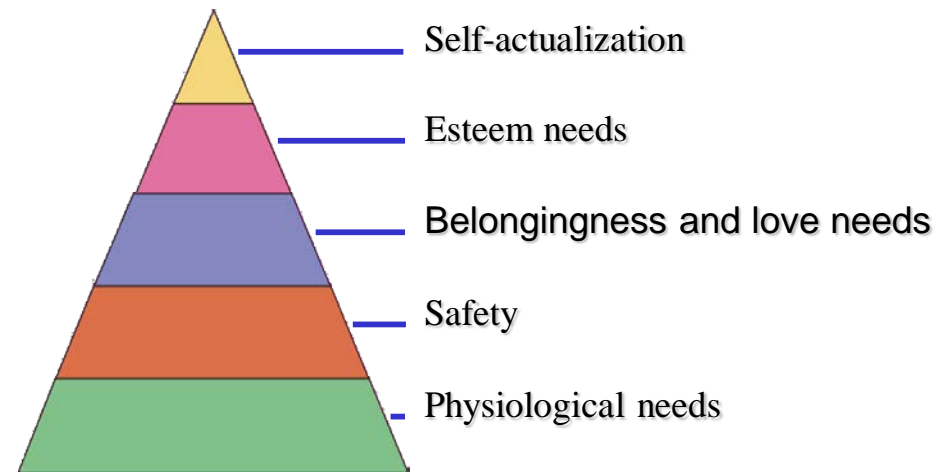 Self-actualization
Esteem needs
Belongingness and love needs
Safety
Physiological needs